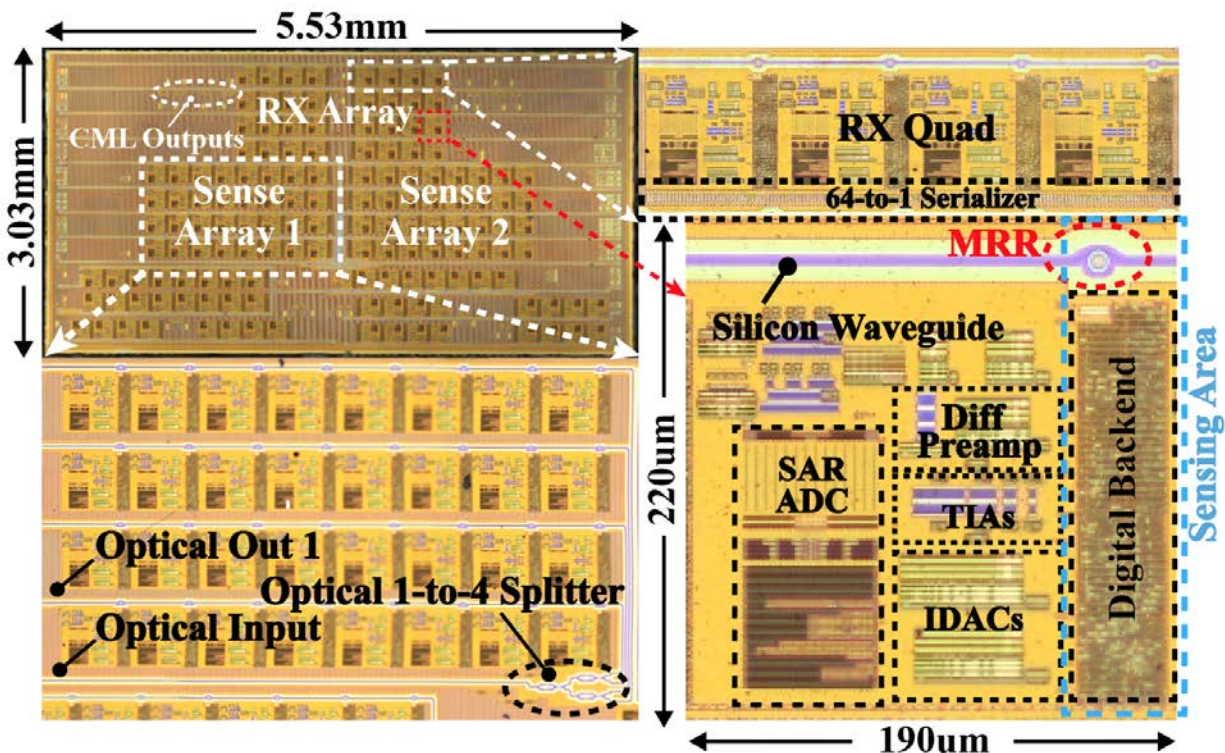 5.53mm
3.03mm
CML Outputs
RX Array
Sense
Array 1
Sense
Array 2
RX Quad
64-to-1 Serializer
MRR
Silicon Waveguide
220um
Diff
Preamp
SAR
ADC
TIAs
IDACs
Digital Backend
Sensing Area
190um
Optical Out 1
Optical 1-to-4 Splitter
Optical Input